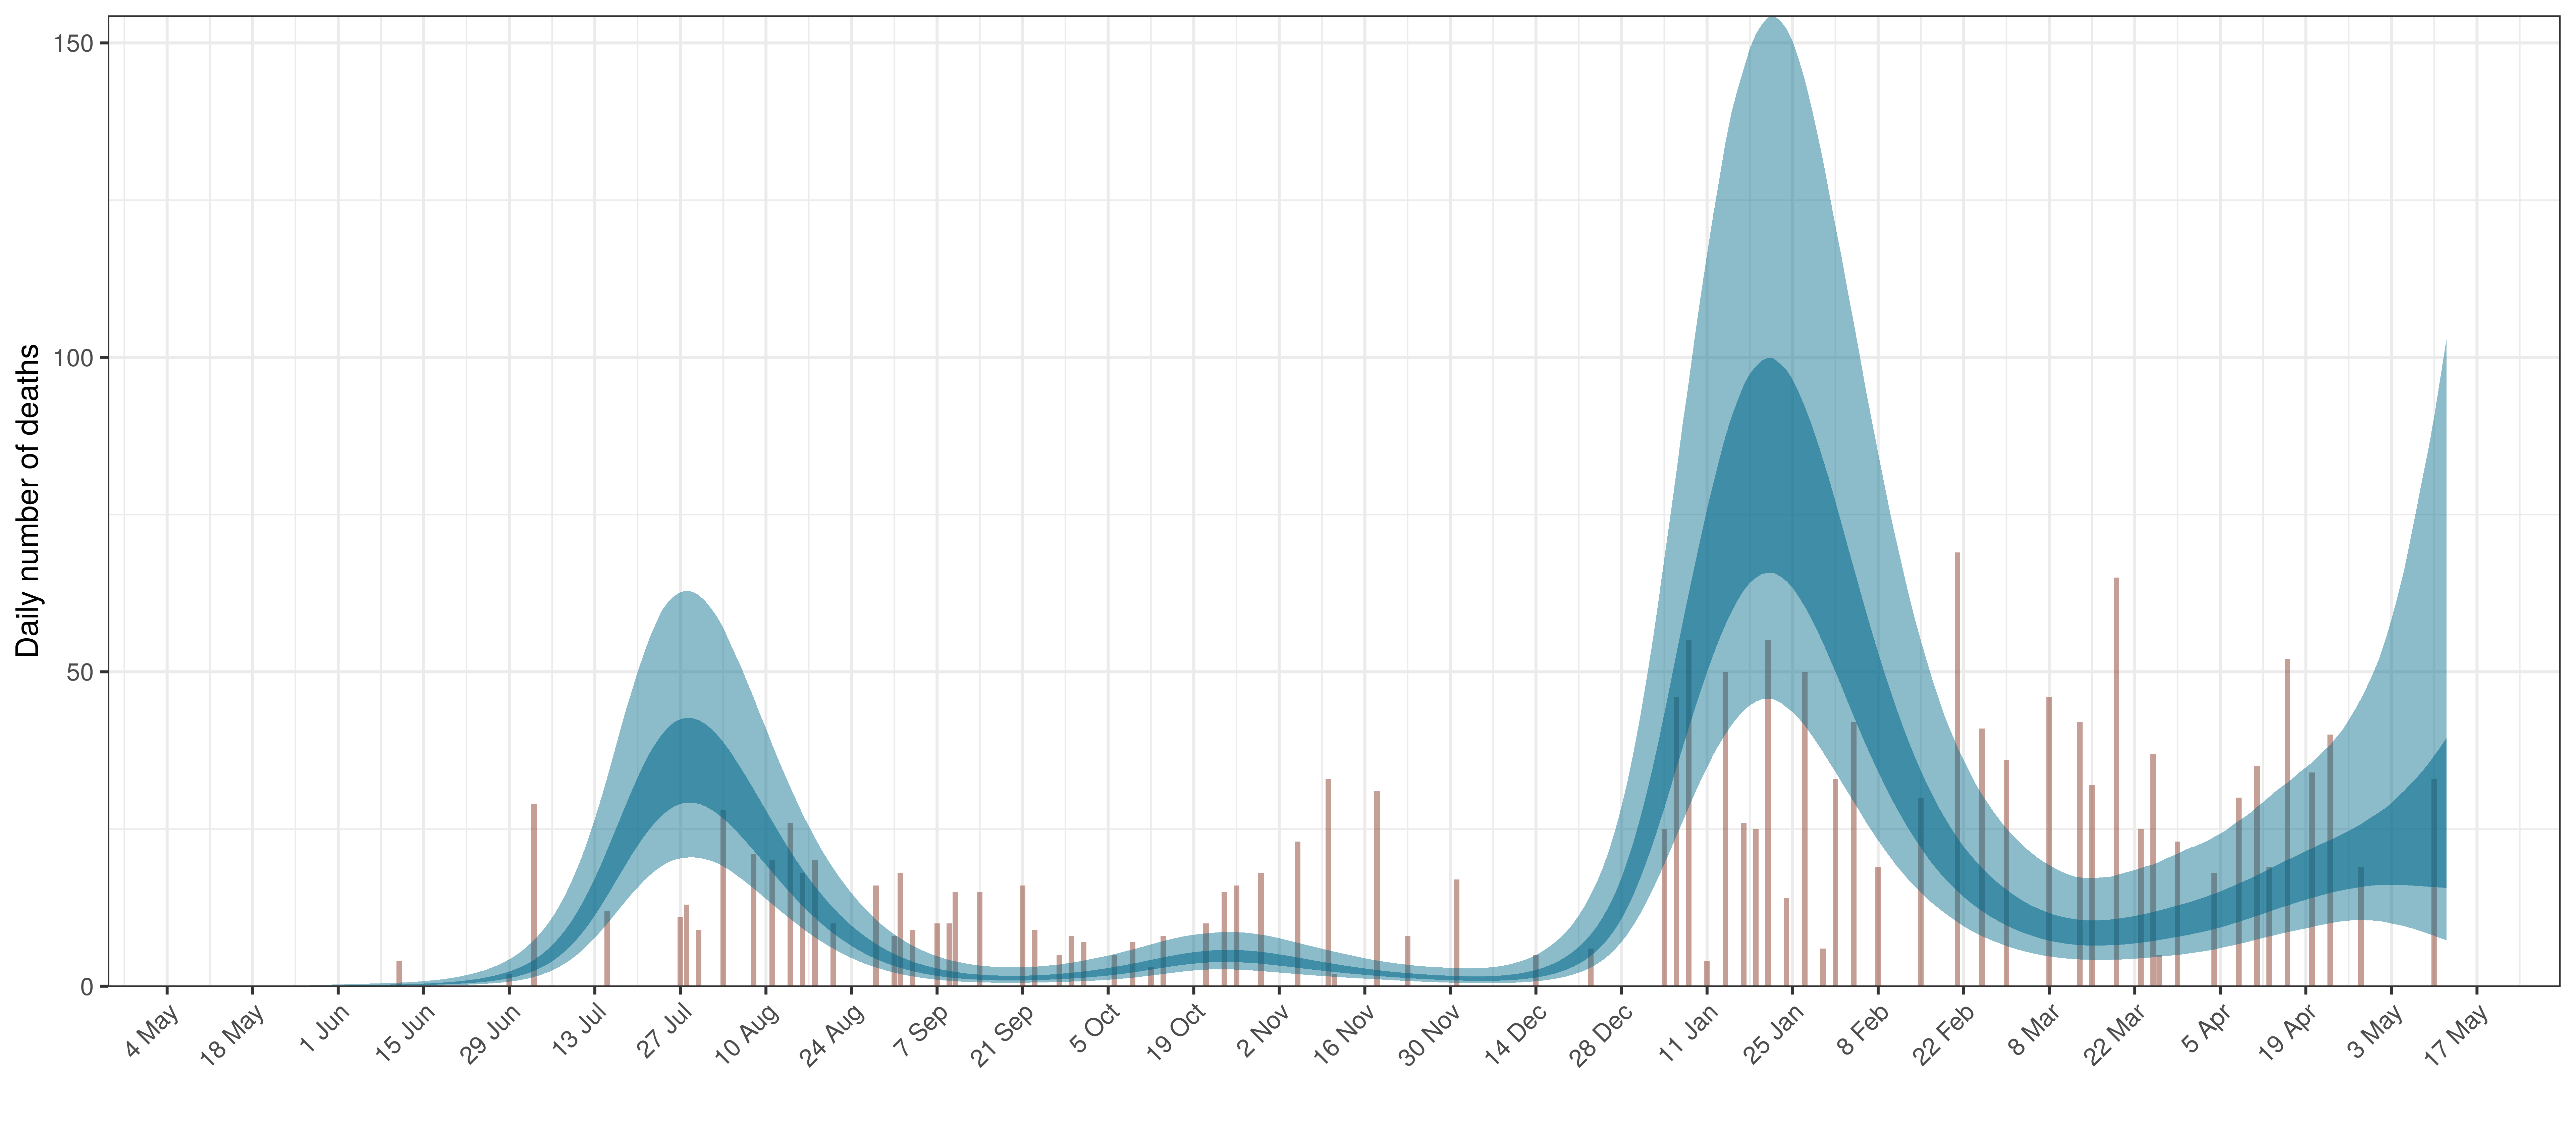 Daily number of deaths
150
100
50
0
4 May
18 May
1 Jun
15 Jun
29 Jun
13 Jul
27 Jul
10 Aug
24 Aug
7 Sep
21 Sep
5 Oct
19 Oct
2 Nov
16 Nov
30 Nov
14 Dec
28 Dec
11 Jan
25 Jan
8 Feb
22 Feb
8 Mar
22 Mar
5 Apr
19 Apr
3 May
17 May